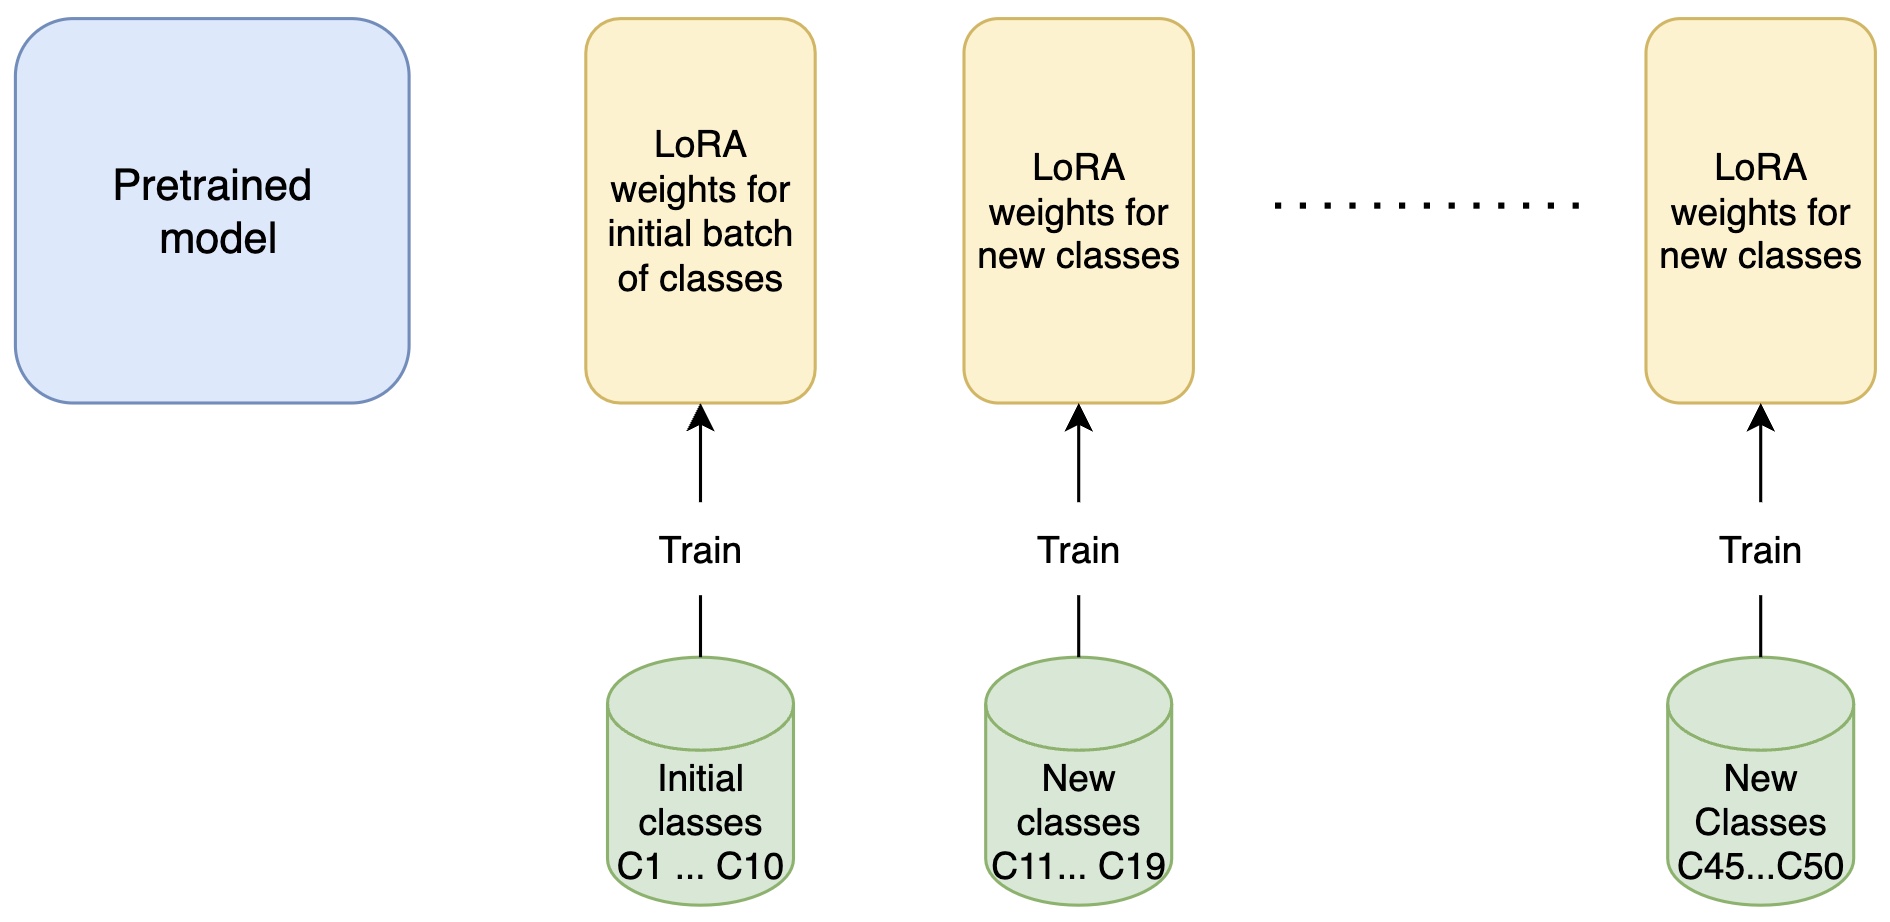 Pretrained
model
LoRA
weights for
initial batch
of classes
LoRA
weights for
new classes
LoRA
weights for
new classes
Train
Train
Train
Initial
classes
C1 ... C10
New
classes
C11... C19
New
Classes
C45...C50